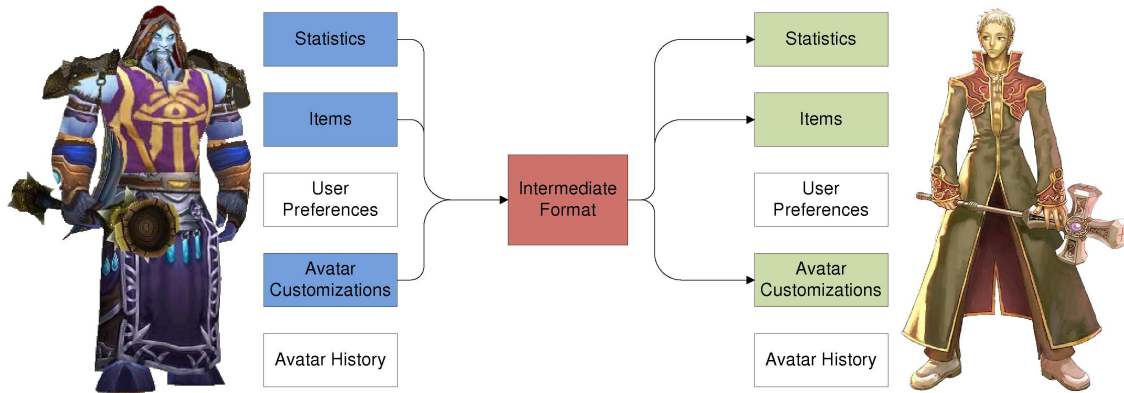 Statistics
Items
User
Preferences
Avatar
Customizations
Avatar History
Intermediate
Format
Statistics
Items
User
Preferences
Avatar
Customizations
Avatar History